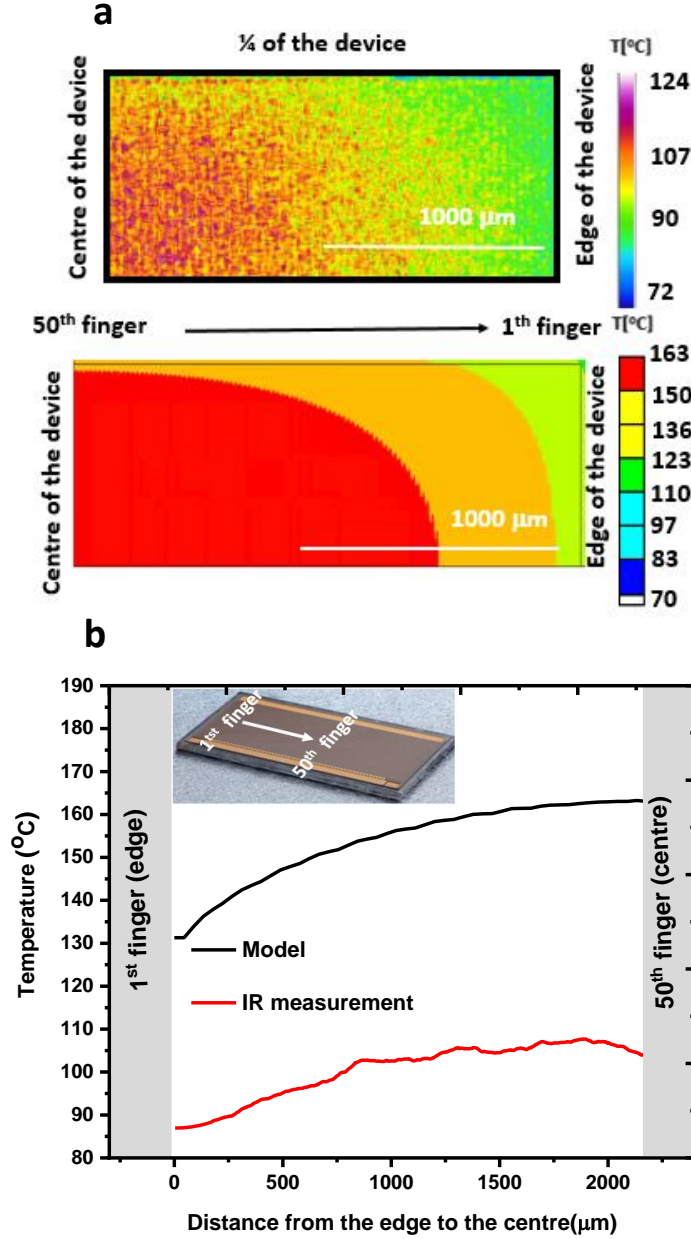 a
¼ of the device
T[°C]
Centre of the device
Edge of the device
124
107
90
72
1000 µm
50th finger
1th finger
T[°C]
Centre of the device
Edge of the device
163
150
136
123
110
97
83
70
1000 µm
b
190
180
170
160
150
140
130
120
110
100
90
80
Temperature (°C)
1st finger (edge)
1tst finger
50th finger
Model
IR measurement
50th finger (centre)
0
500
1000
1500
2000
Distance from the edge to the centre(µm)